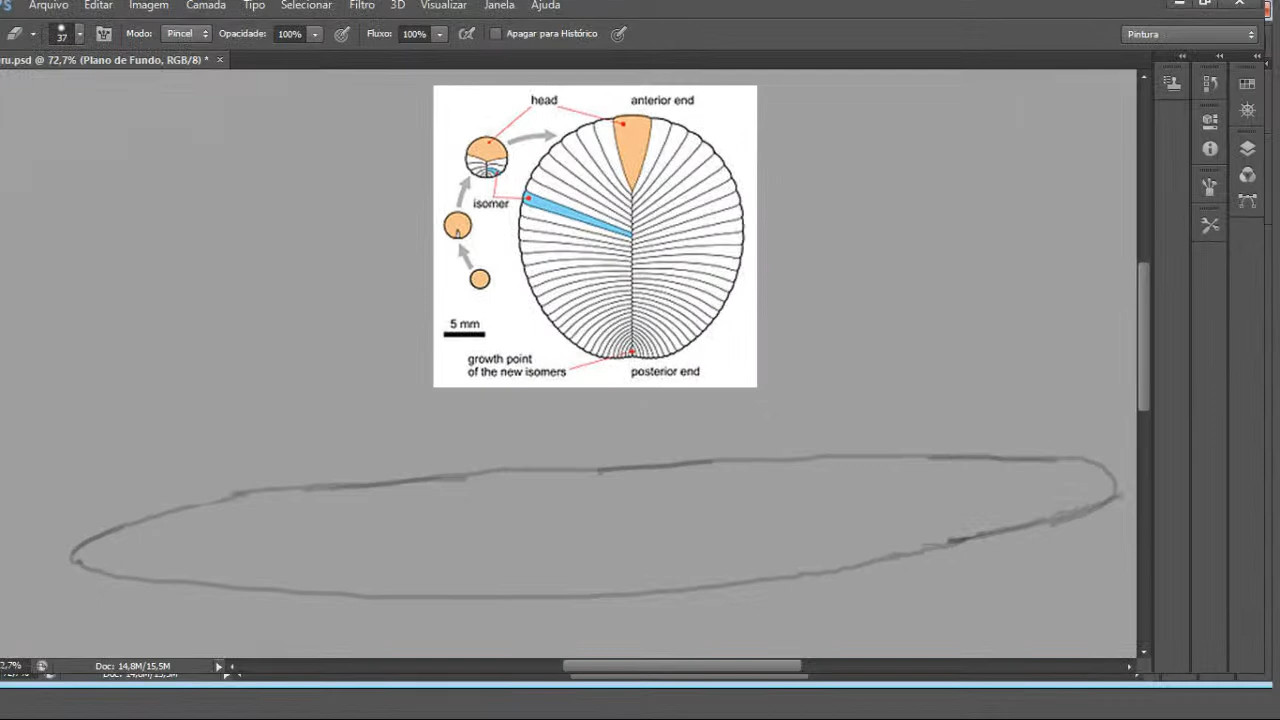 Arquivo Editar Imagem Camada Tipo Selecionar Filtro 3D Visualizar Janela Ajuda
37 Modo: Pincel Opacidade: 100% Fluxo: 100% Apagar para Histórico Pintura
ru.psd @ 72,7% (Plano de Fundo, RGB/8) * ×
head anterior end
isomer
5 mm
growth point
of the new isomers posterior end
2,7% Doc: 14,8M/15,5M